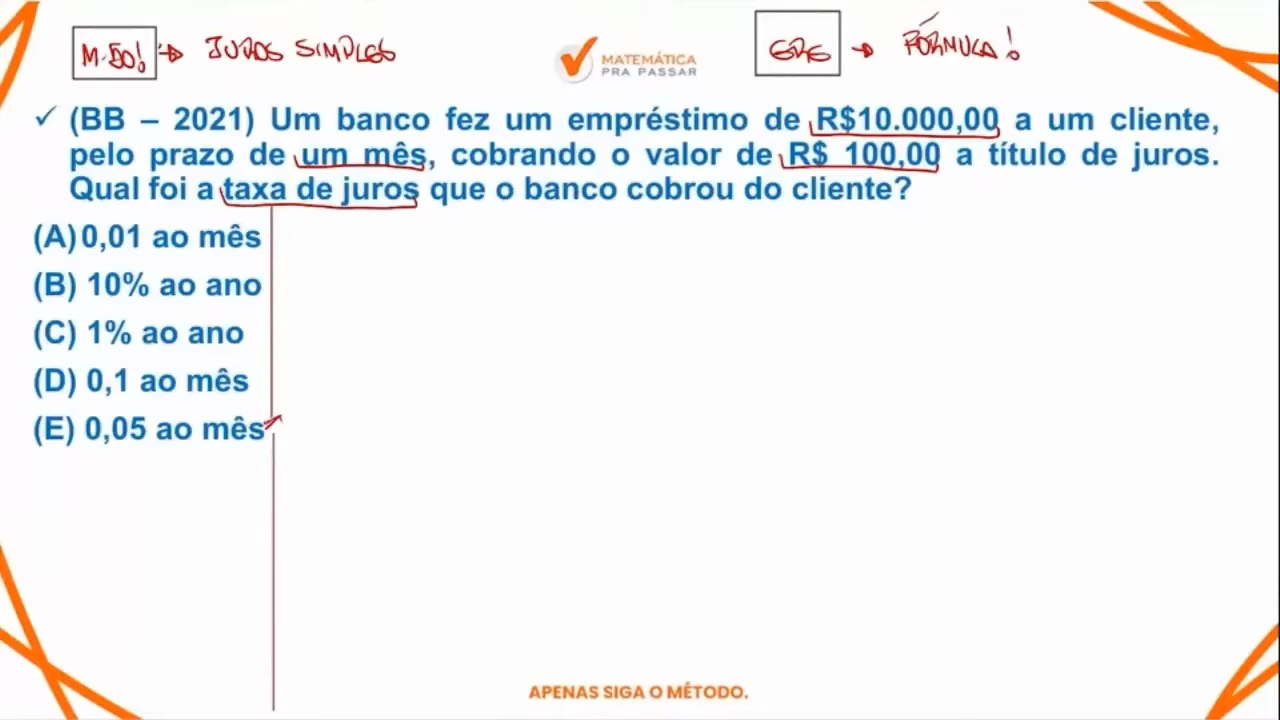 M.50! → JUROS SIMPLES
MATEMÁTICA
PRA PASSAR
→ FÓRMULA!
✓ (BB – 2021) Um banco fez um empréstimo de R$10.000,00 a um cliente,
pelo prazo de um mês, cobrando o valor de R$ 100,00 a título de juros.
Qual foi a taxa de juros que o banco cobrou do cliente?
(A) 0,01 ao mês
(B) 10% ao ano
(C) 1% ao ano
(D) 0,1 ao mês
(E) 0,05 ao mês
APENAS SIGA O MÉTODO.